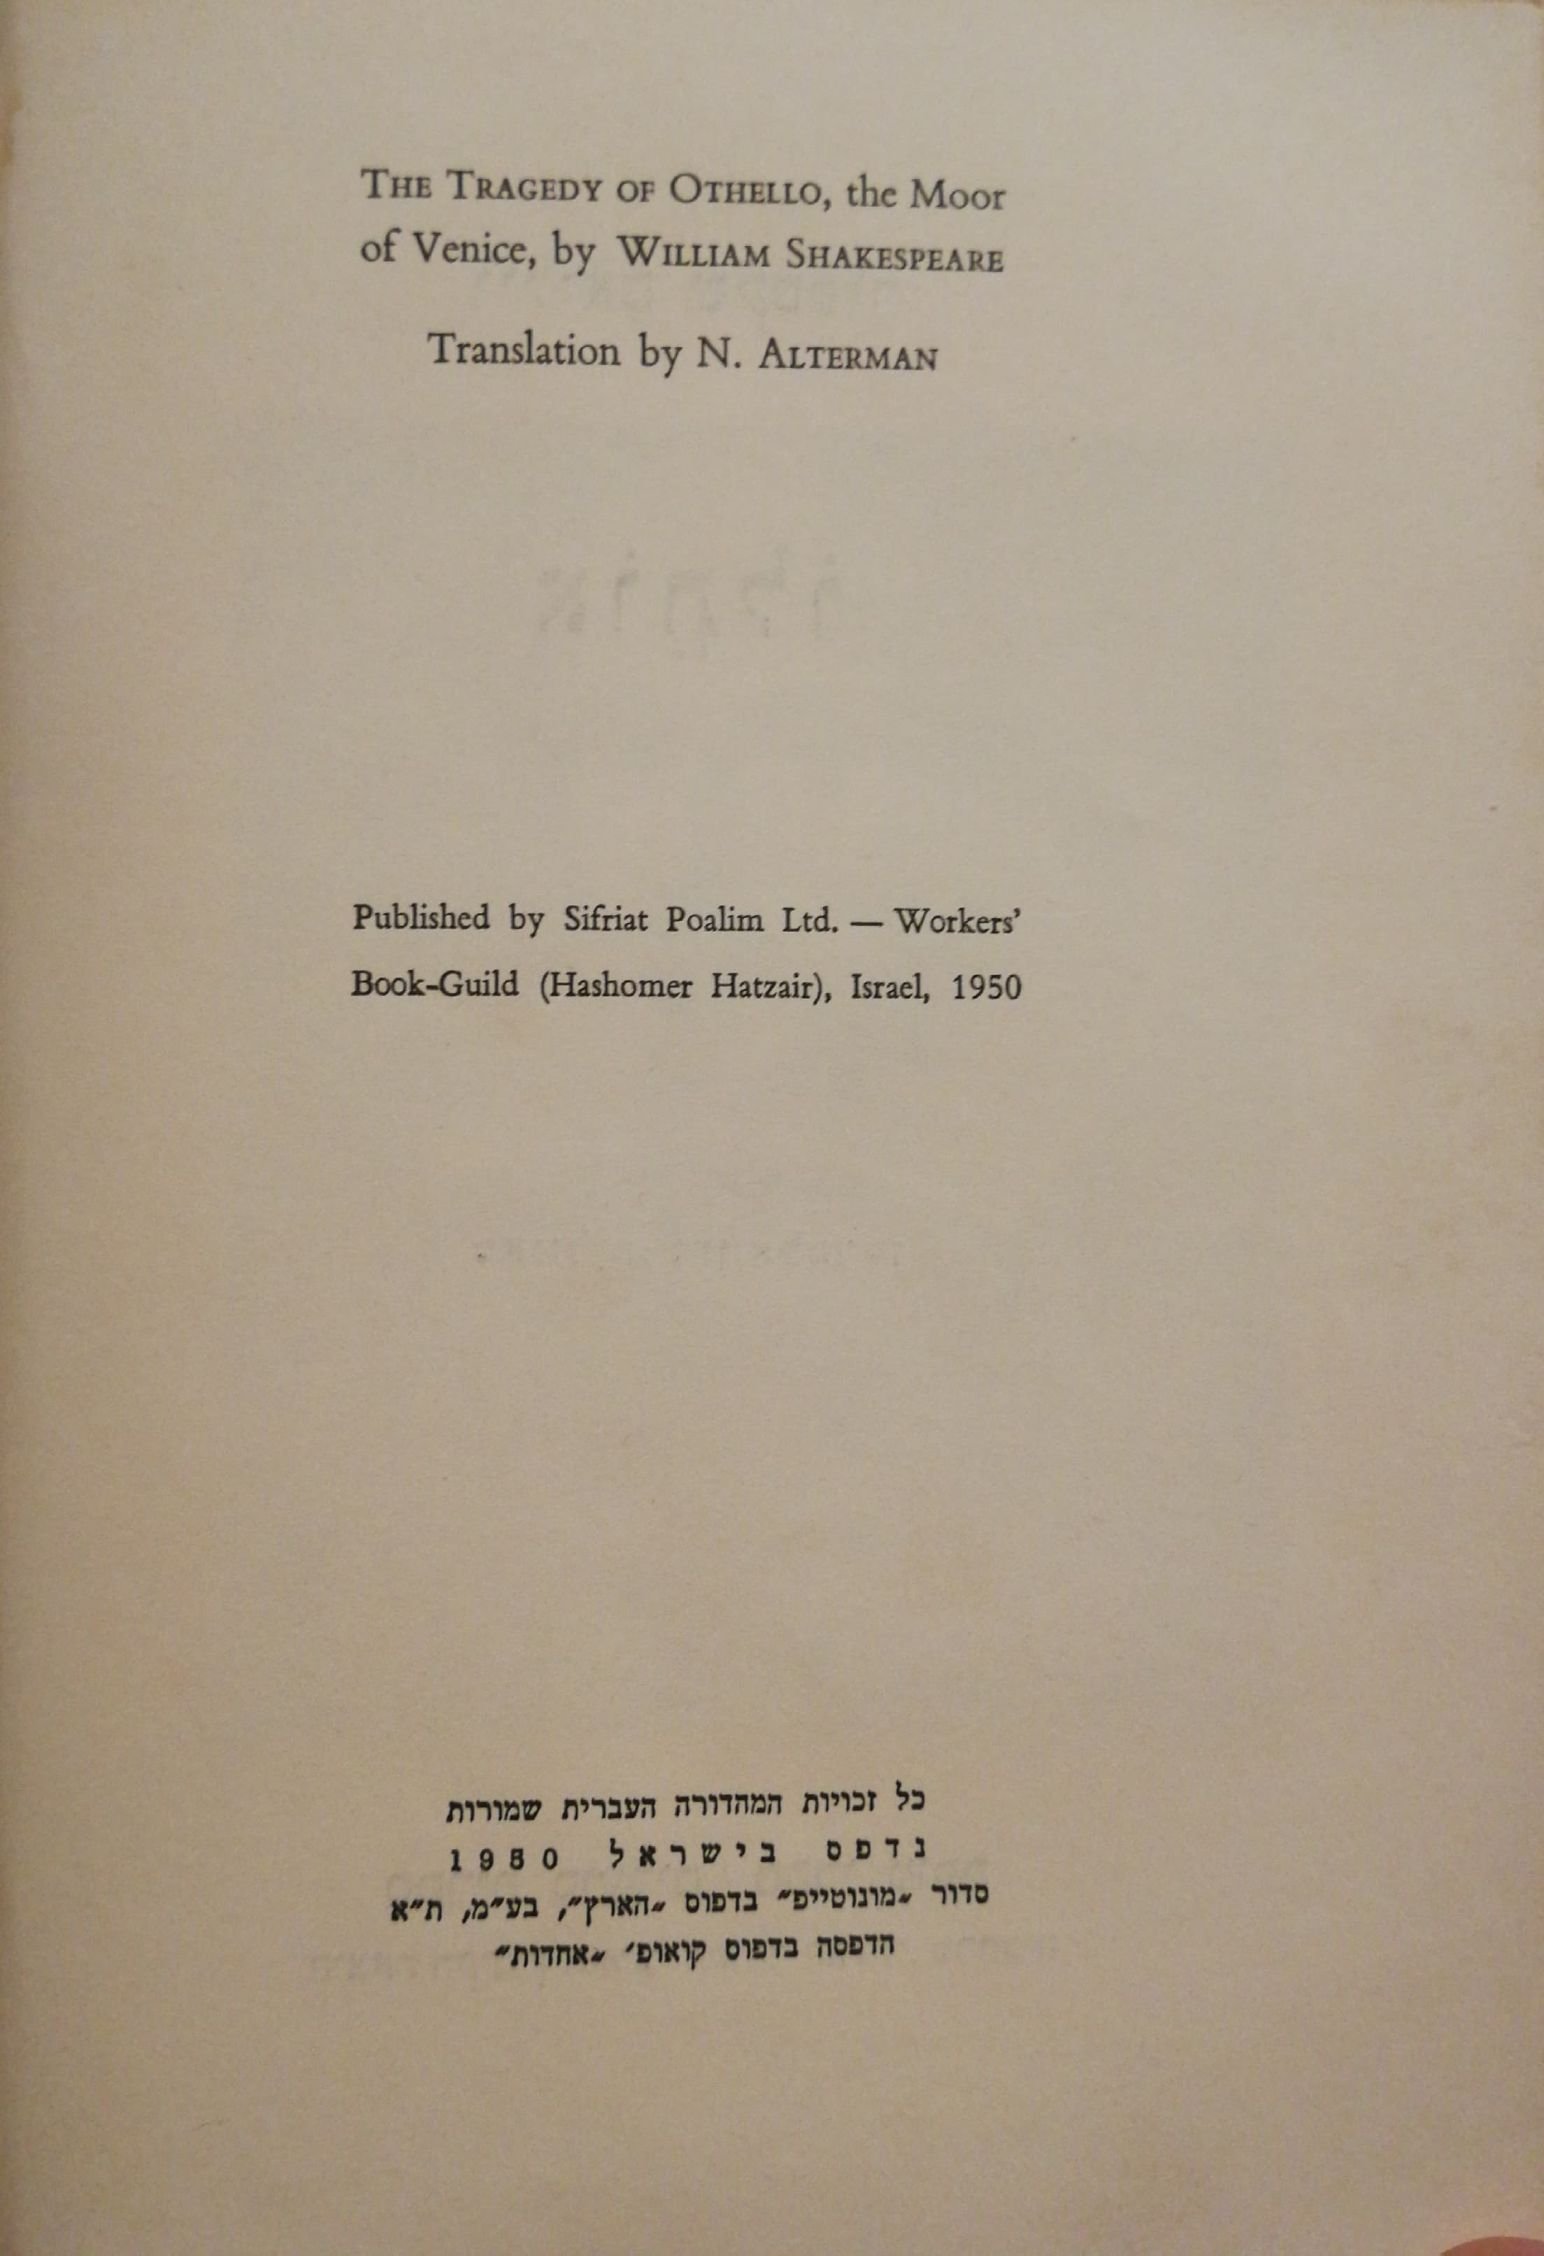 THE TRAGEDY OF OTHELLO, the Moor
of Venice, by WILLIAM SHAKESPEARE
Translation by N. ALTERMAN
אותלו
Published by Sifriat Poalim Ltd. — Workers'
Book-Guild (Hashomer Hatzair), Israel, 1950
כל זכויות המהדורה העברית שמורות
נדפס בישראל 1950
סדור „מונוטייפ״ בדפוס „הארץ״, בע״מ, ת״א
הדפסה בדפוס קואופ׳ „אחדות״